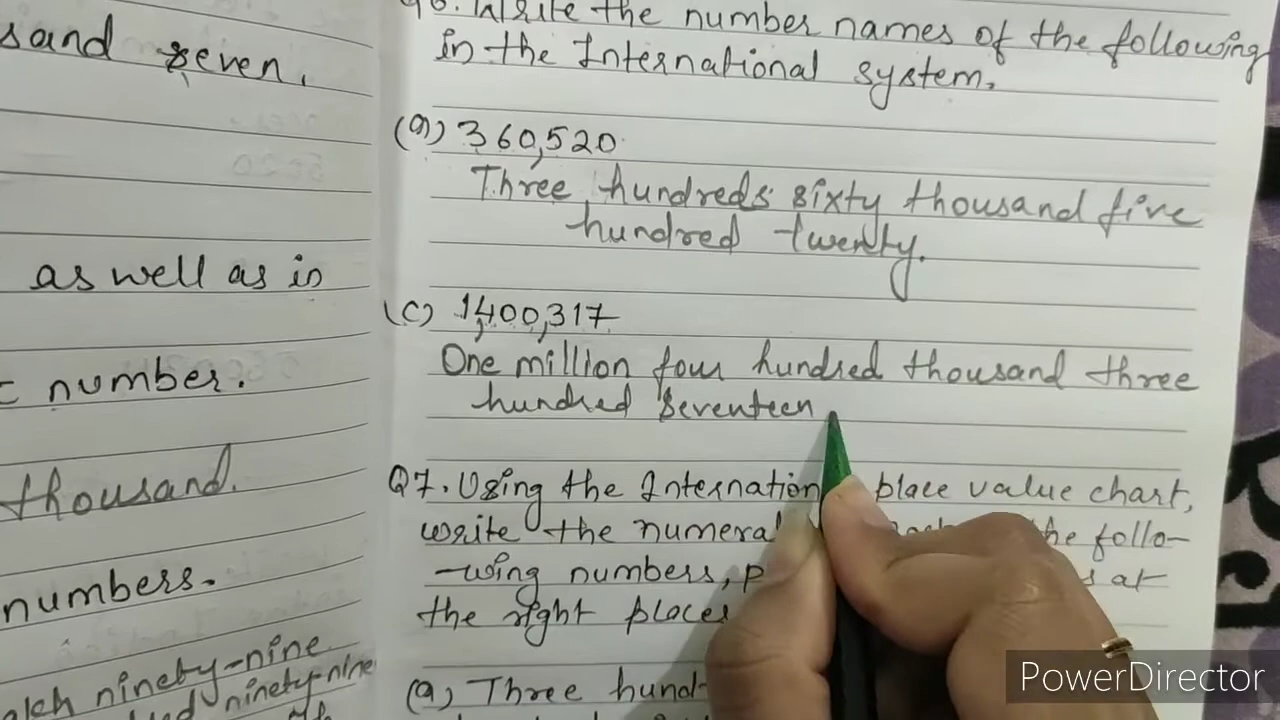 sand seven.
as well as in
number.
thousand.
numbers.
ninety-nine
ninety-nine
Write the number names of the following
in the International system.
(a) 360,520
Three hundreds sixty thousand five
hundred twenty.
(c) 1,400,317
One million four hundred thousand three
hundred seventeen
Q7. Using the place value chart,
write the follo-
-wing numbers, at
the right places
(a) Three
PowerDirector